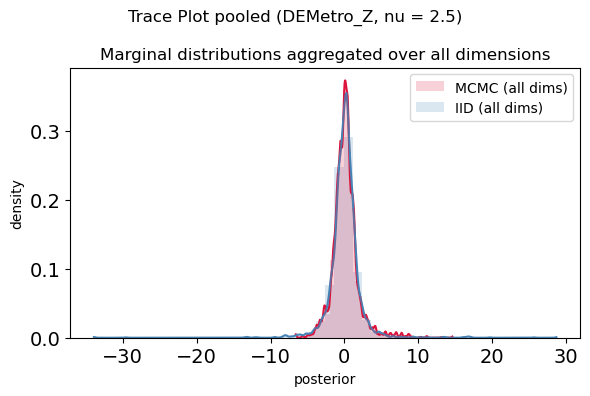 Trace Plot pooled (DEMetro_Z, nu = 2.5)
Marginal distributions aggregated over all dimensions
MCMC (all dims)
IID (all dims)
density
0.3
0.2
0.1
0.0
−30
−20
−10
0
10
20
30
posterior